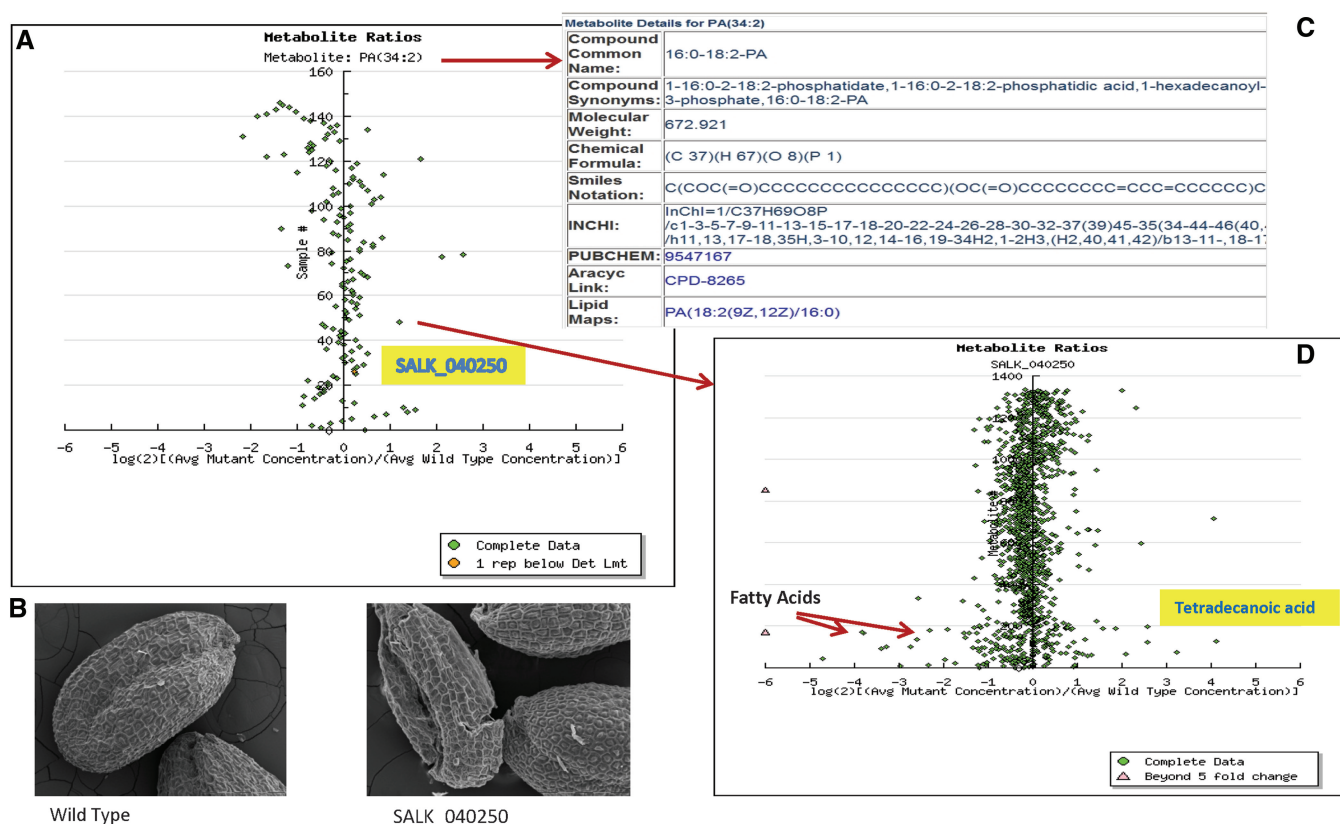 A
Metabolite Ratios
Metabolite: PA(34:2)
160
140
120
100
80
60
40
20
0
Sample #
SALK_040250
-6 -5 -4 -3 -2 -1 0 1 2 3 4 5 6
log(2)[(Avg Mutant Concentration)/(Avg Wild Type Concentration)]
Complete Data
1 rep below Det Lmt
C
Metabolite Details for PA(34:2)
Compound Common Name: 16:0-18:2-PA
Compound Synonyms: 1-16:0-2-18:2-phosphatidate,1-16:0-2-18:2-phosphatidic acid,1-hexadecanoyl-
3-phosphate,16:0-18:2-PA
Molecular Weight: 672.921
Chemical Formula: (C 37)(H 67)(O 8)(P 1)
Smiles Notation: C(COC(=O)CCCCCCCCCCCCCCC)(OC(=O)CCCCCCCC=CCC=CCCCCC)C
INCHI: InChI=1/C37H69O8P
/c1-3-5-7-9-11-13-15-17-18-20-22-24-26-28-30-32-37(39)45-35(34-44-46(40,
/h11,13,17-18,35H,3-10,12,14-16,19-34H2,1-2H3,(H2,40,41,42)/b13-11-,18-17
PUBCHEM: 9547167
Aracyc Link: CPD-8265
Lipid Maps: PA(18:2(9Z,12Z)/16:0)
B
Wild Type
SALK_040250
D
Metabolite Ratios
SALK_040250
1400
Fatty Acids
Tetradecanoic acid
-6 -5 -4 -3 -2 -1 0 1 2 3 4 5 6
log(2)[(Avg Mutant Concentration)/(Avg Wild Type Concentration)]
Complete Data
Beyond 5 fold change